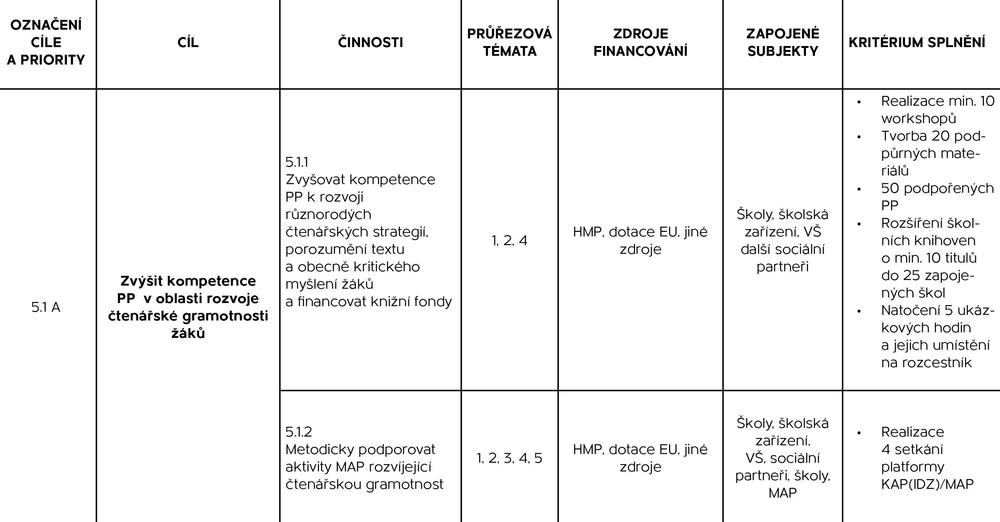 OZNAČENÍ
CÍLE
A PRIORITY
CÍL
ČINNOSTI
PRŮŘEZOVÁ
TÉMATA
ZDROJE
FINANCOVÁNÍ
ZAPOJENÉ
SUBJEKTY
KRITÉRIUM SPLNĚNÍ
5.1 A
Zvýšit kompetence
PP v oblasti rozvoje
čtenářské gramotnosti
žáků
5.1.1
Zvyšovat kompetence
PP k rozvoji
různorodých
čtenářských strategií,
porozumění textu
a obecně kritického
myšlení žáků
a financovat knižní fondy
1, 2, 4
HMP, dotace EU, jiné
zdroje
Školy, školská
zařízení, VŠ
další sociální
partneři
• Realizace min. 10
workshopů
• Tvorba 20 pod-
půrných mate-
riálů
• 50 podpořených
PP
• Rozšíření škol-
ních knihoven
o min. 10 titulů
do 25 zapoje-
ných škol
• Natočení 5 ukáz-
kových hodin
a jejich umístění
na rozcestník
5.1.2
Metodicky podporovat
aktivity MAP rozvíjející
čtenářskou gramotnost
1, 2, 3, 4, 5
HMP, dotace EU, jiné
zdroje
Školy, školská
zařízení,
VŠ, sociální
partneři, školy,
MAP
• Realizace
4 setkání
platformy
KAP(IDZ)/MAP